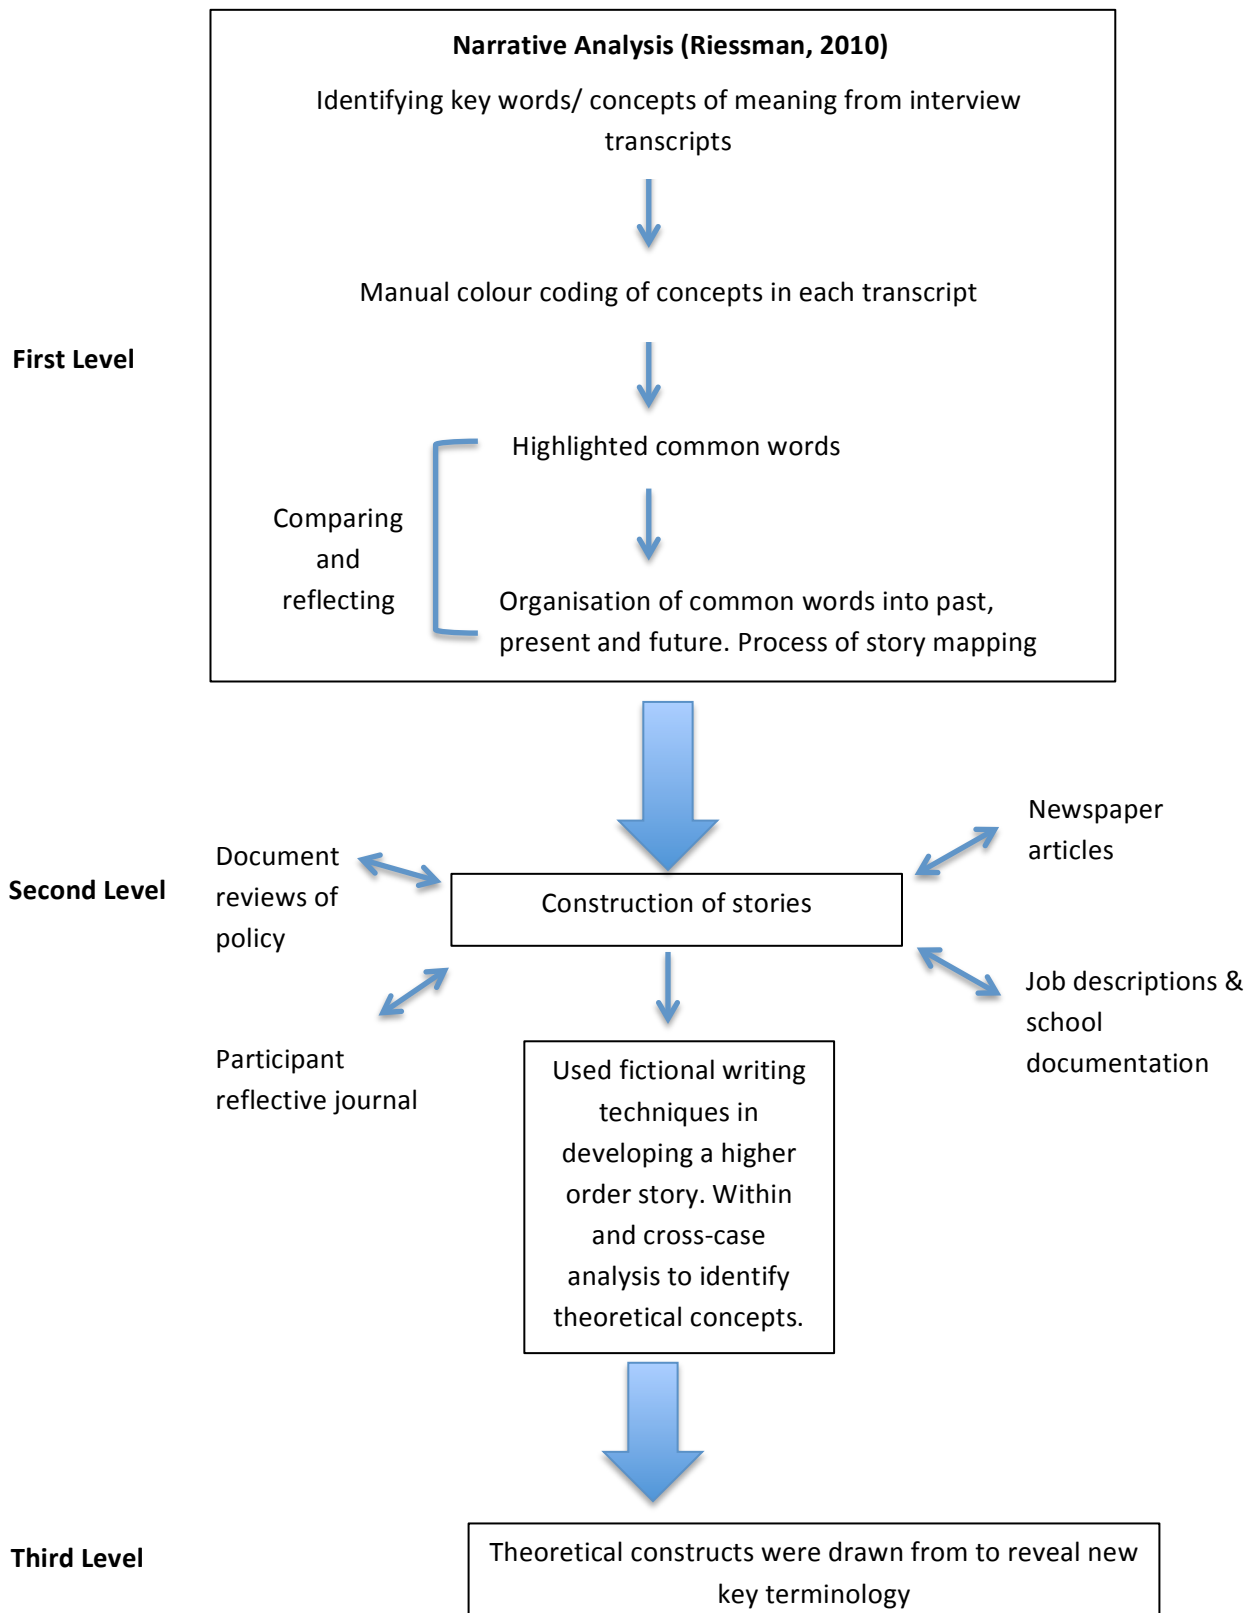 Narrative Analysis (Riessman, 2010)
Identifying key words/ concepts of meaning from interview
transcripts
Manual colour coding of concepts in each transcript
First Level
Highlighted common words
Comparing
and
reflecting
Organisation of common words into past,
present and future. Process of story mapping
Newspaper
articles
Document
reviews of
policy
Second Level
Construction of stories
Job descriptions &
school
documentation
Participant
reflective journal
Used fictional writing
techniques in
developing a higher
order story. Within
and cross-case
analysis to identify
theoretical concepts.
Third Level
Theoretical constructs were drawn from to reveal new
key terminology